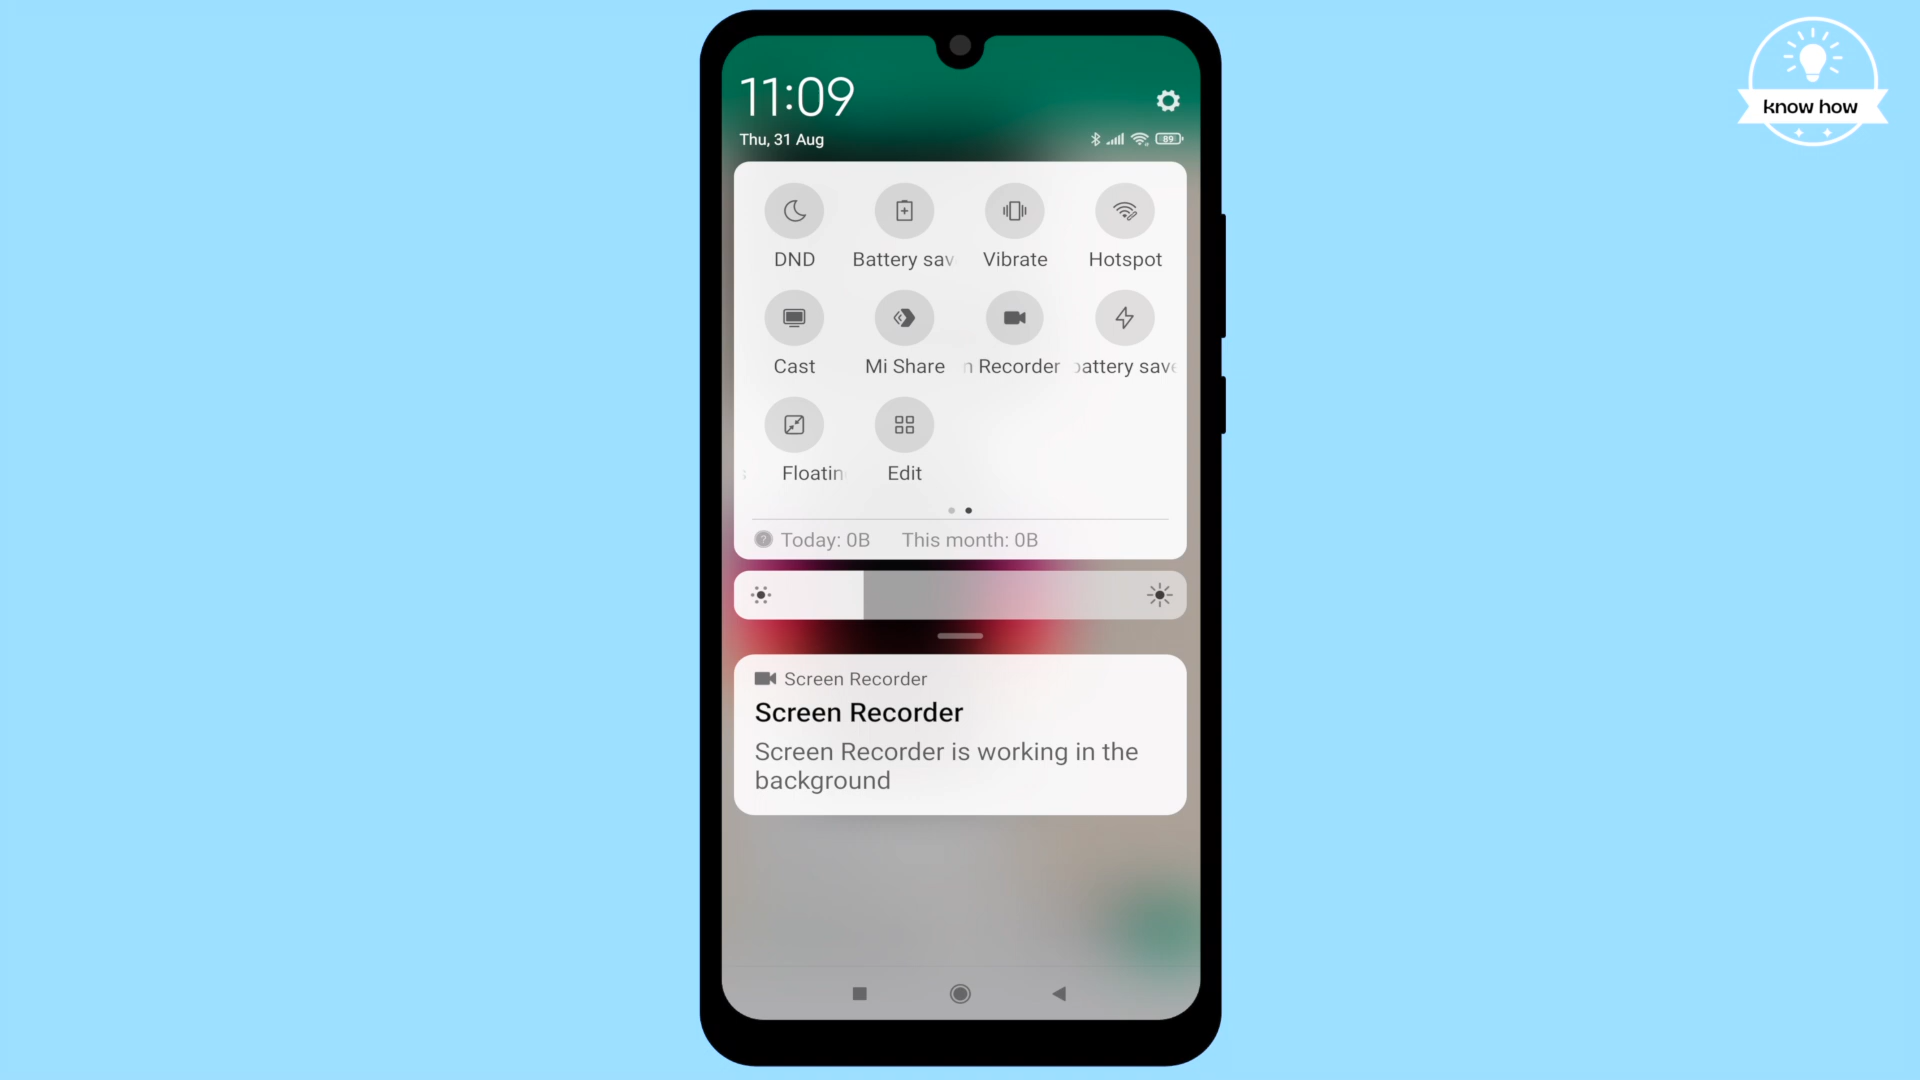 know how
11:09
Thu, 31 Aug
89
DND Battery sav Vibrate Hotspot
Cast Mi Share n Recorder battery save
Floatin Edit
? Today: 0B This month: 0B
Screen Recorder
Screen Recorder
Screen Recorder is working in the
background